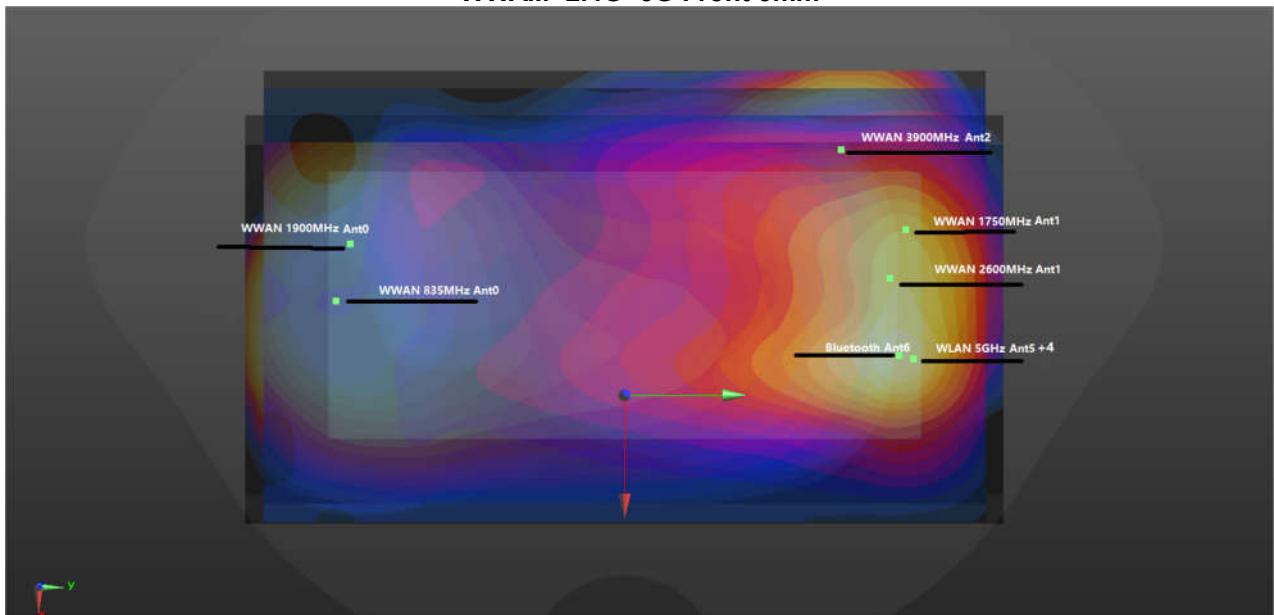 WWAN 3900MHz Ant2
WWAN 1900MHz Ant0
WWAN 1750MHz Ant1
WWAN 2600MHz Ant1
WWAN 835MHz Ant0
Bluetooth Ant6
WLAN 5GHz Ant5 +4
Y